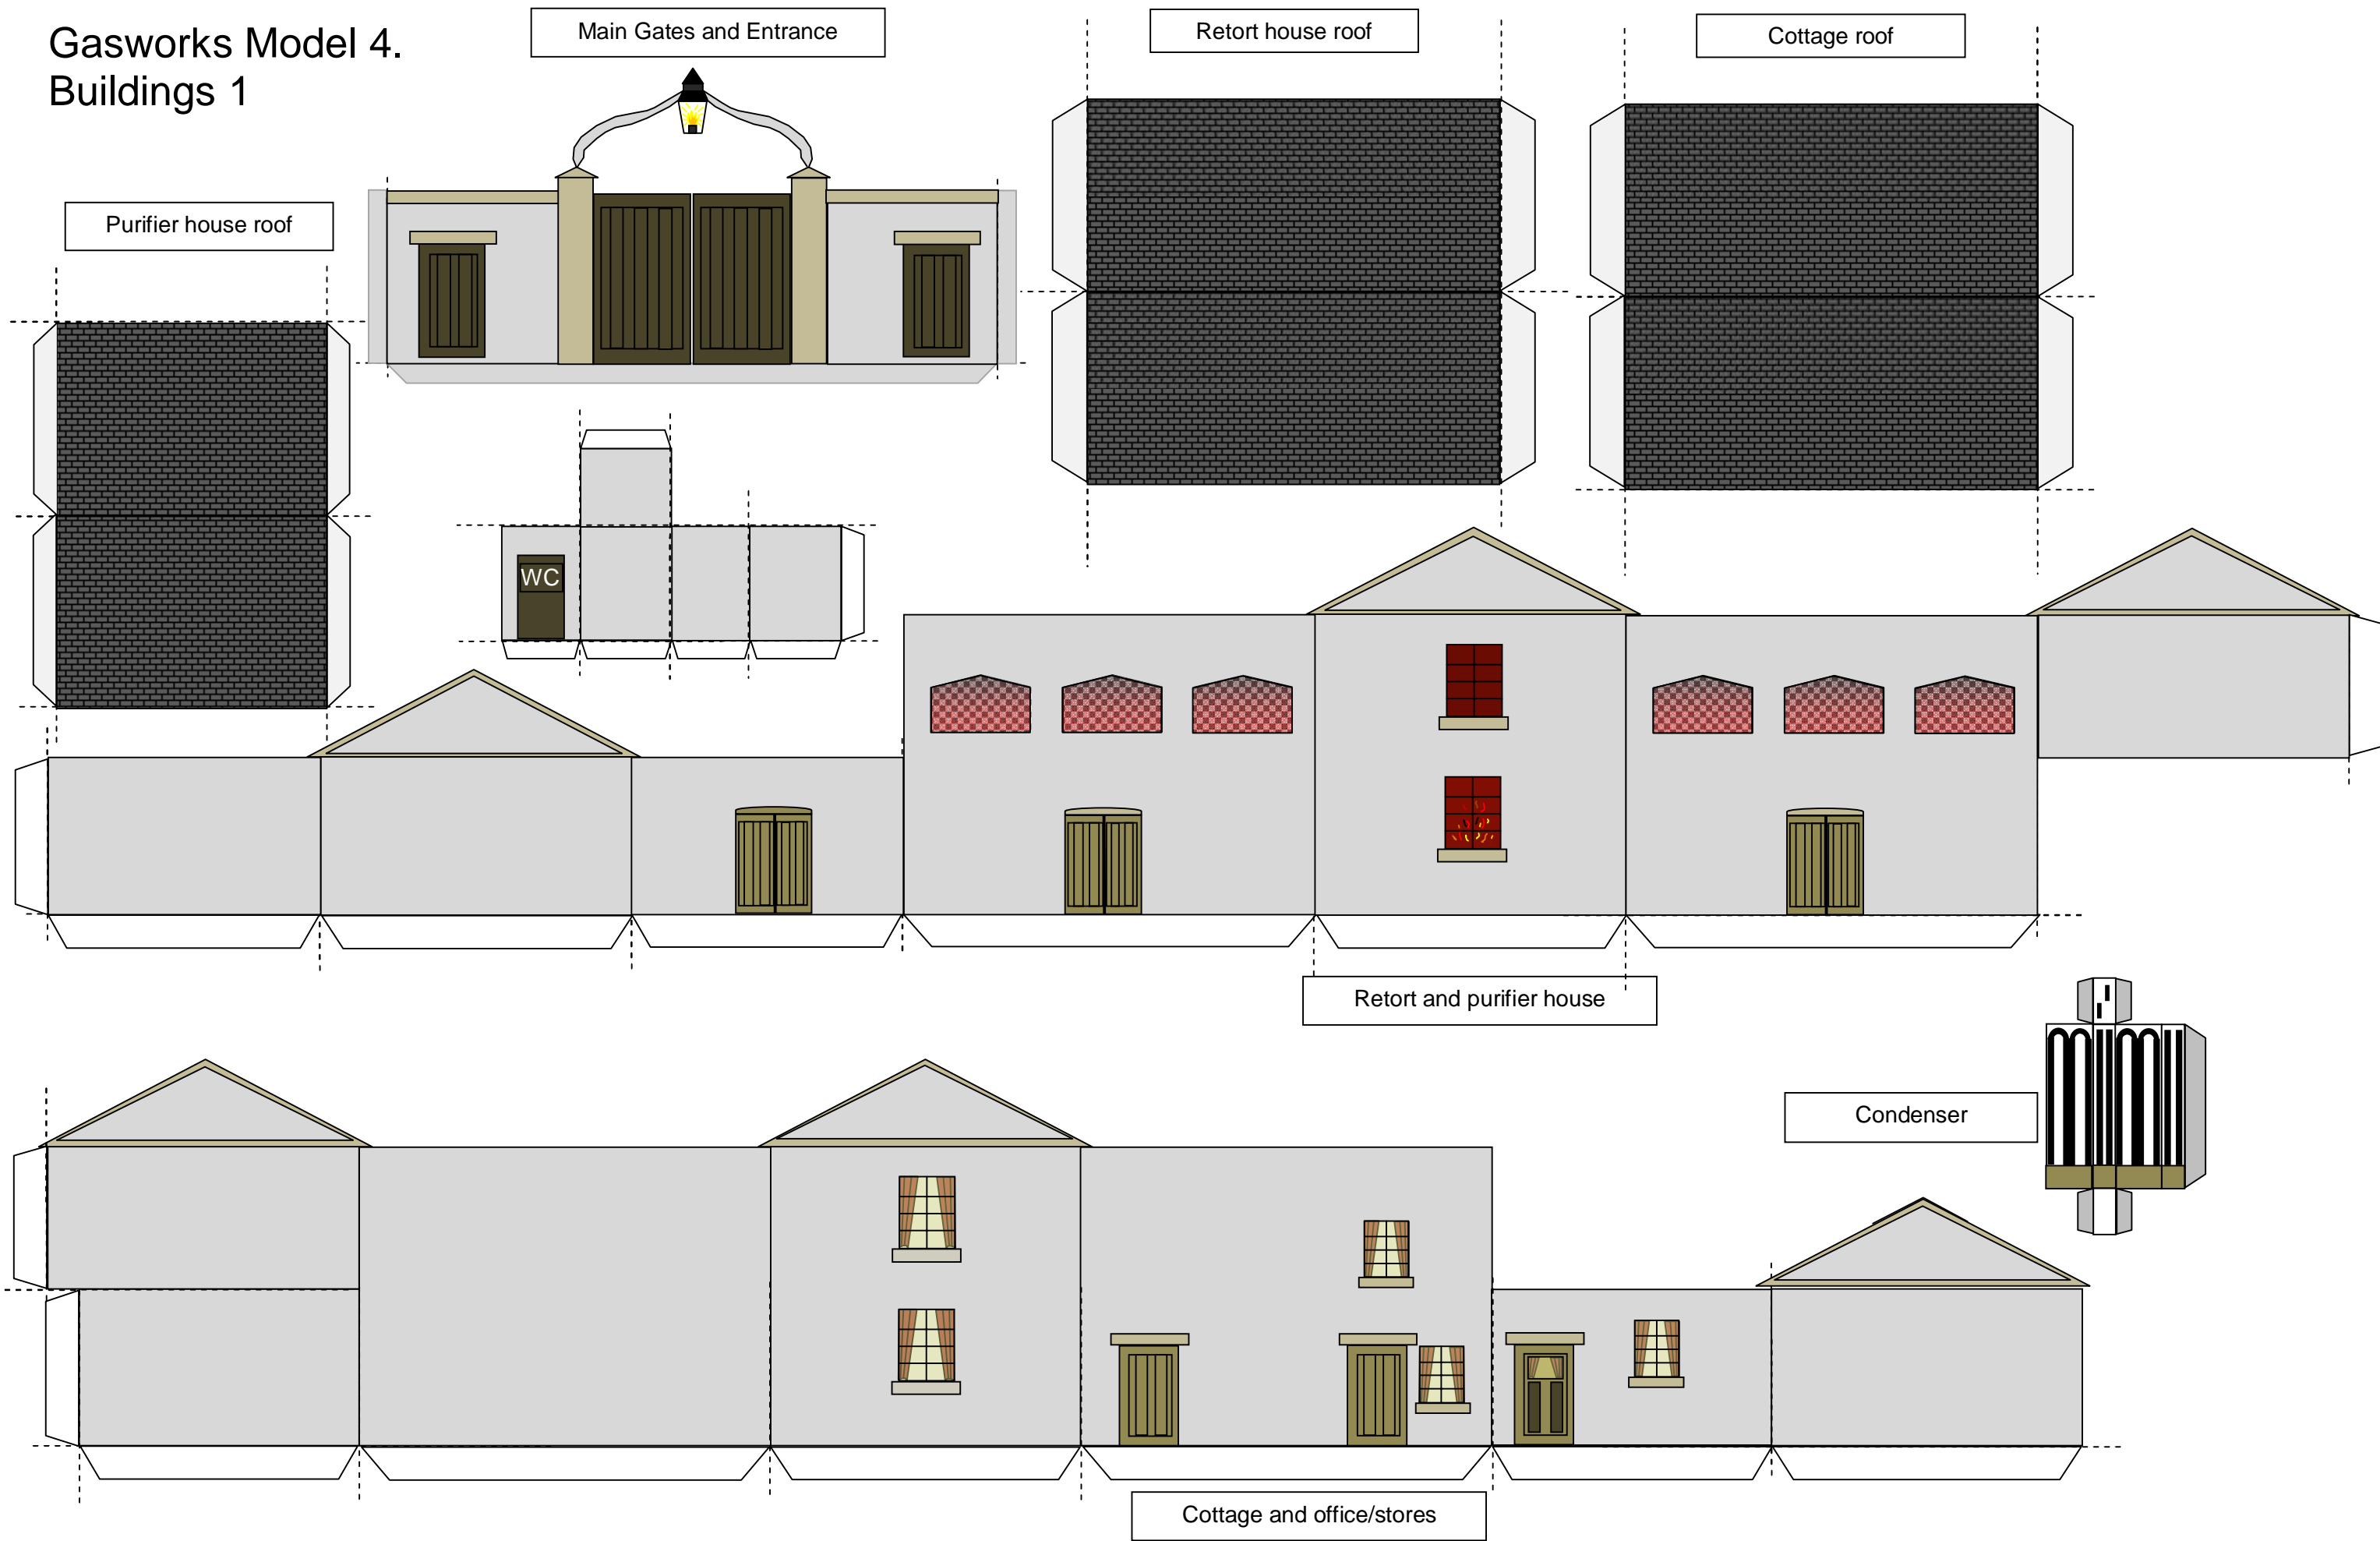 Gasworks Model 4.
Buildings 1
Main Gates and Entrance
Retort house roof
Cottage roof
Purifier house roof
WC
Retort and purifier house
Condenser
Cottage and office/stores